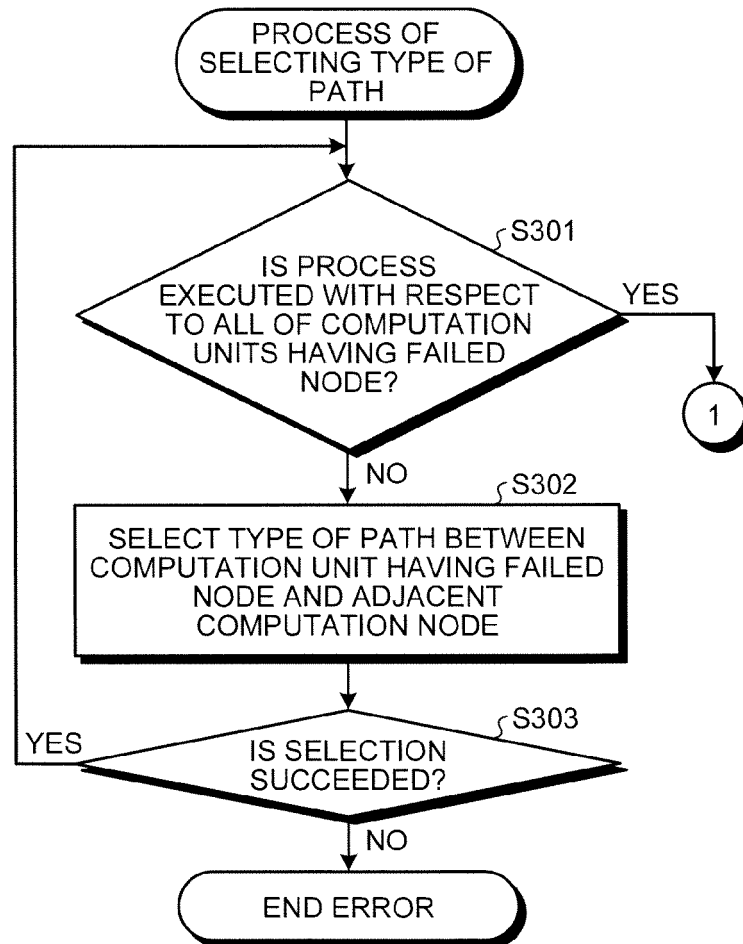 PROCESS OF
SELECTING TYPE OF
PATH
S301
IS PROCESS
EXECUTED WITH RESPECT
TO ALL OF COMPUTATION
UNITS HAVING FAILED
NODE?
YES
1
NO
S302
SELECT TYPE OF PATH BETWEEN
COMPUTATION UNIT HAVING FAILED
NODE AND ADJACENT
COMPUTATION NODE
S303
YES
IS SELECTION
SUCCEEDED?
NO
END ERROR